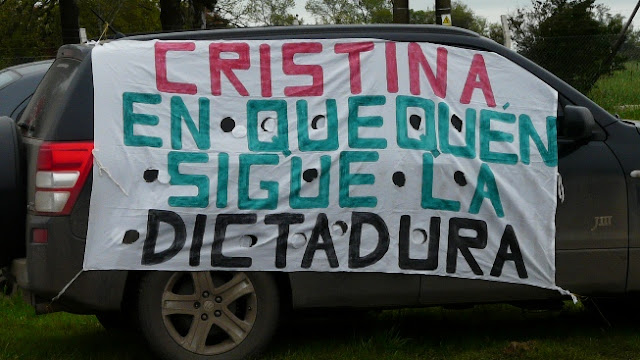 CRISTINA
EN QUEQUÉN
SIGUE LA
DICTADURA